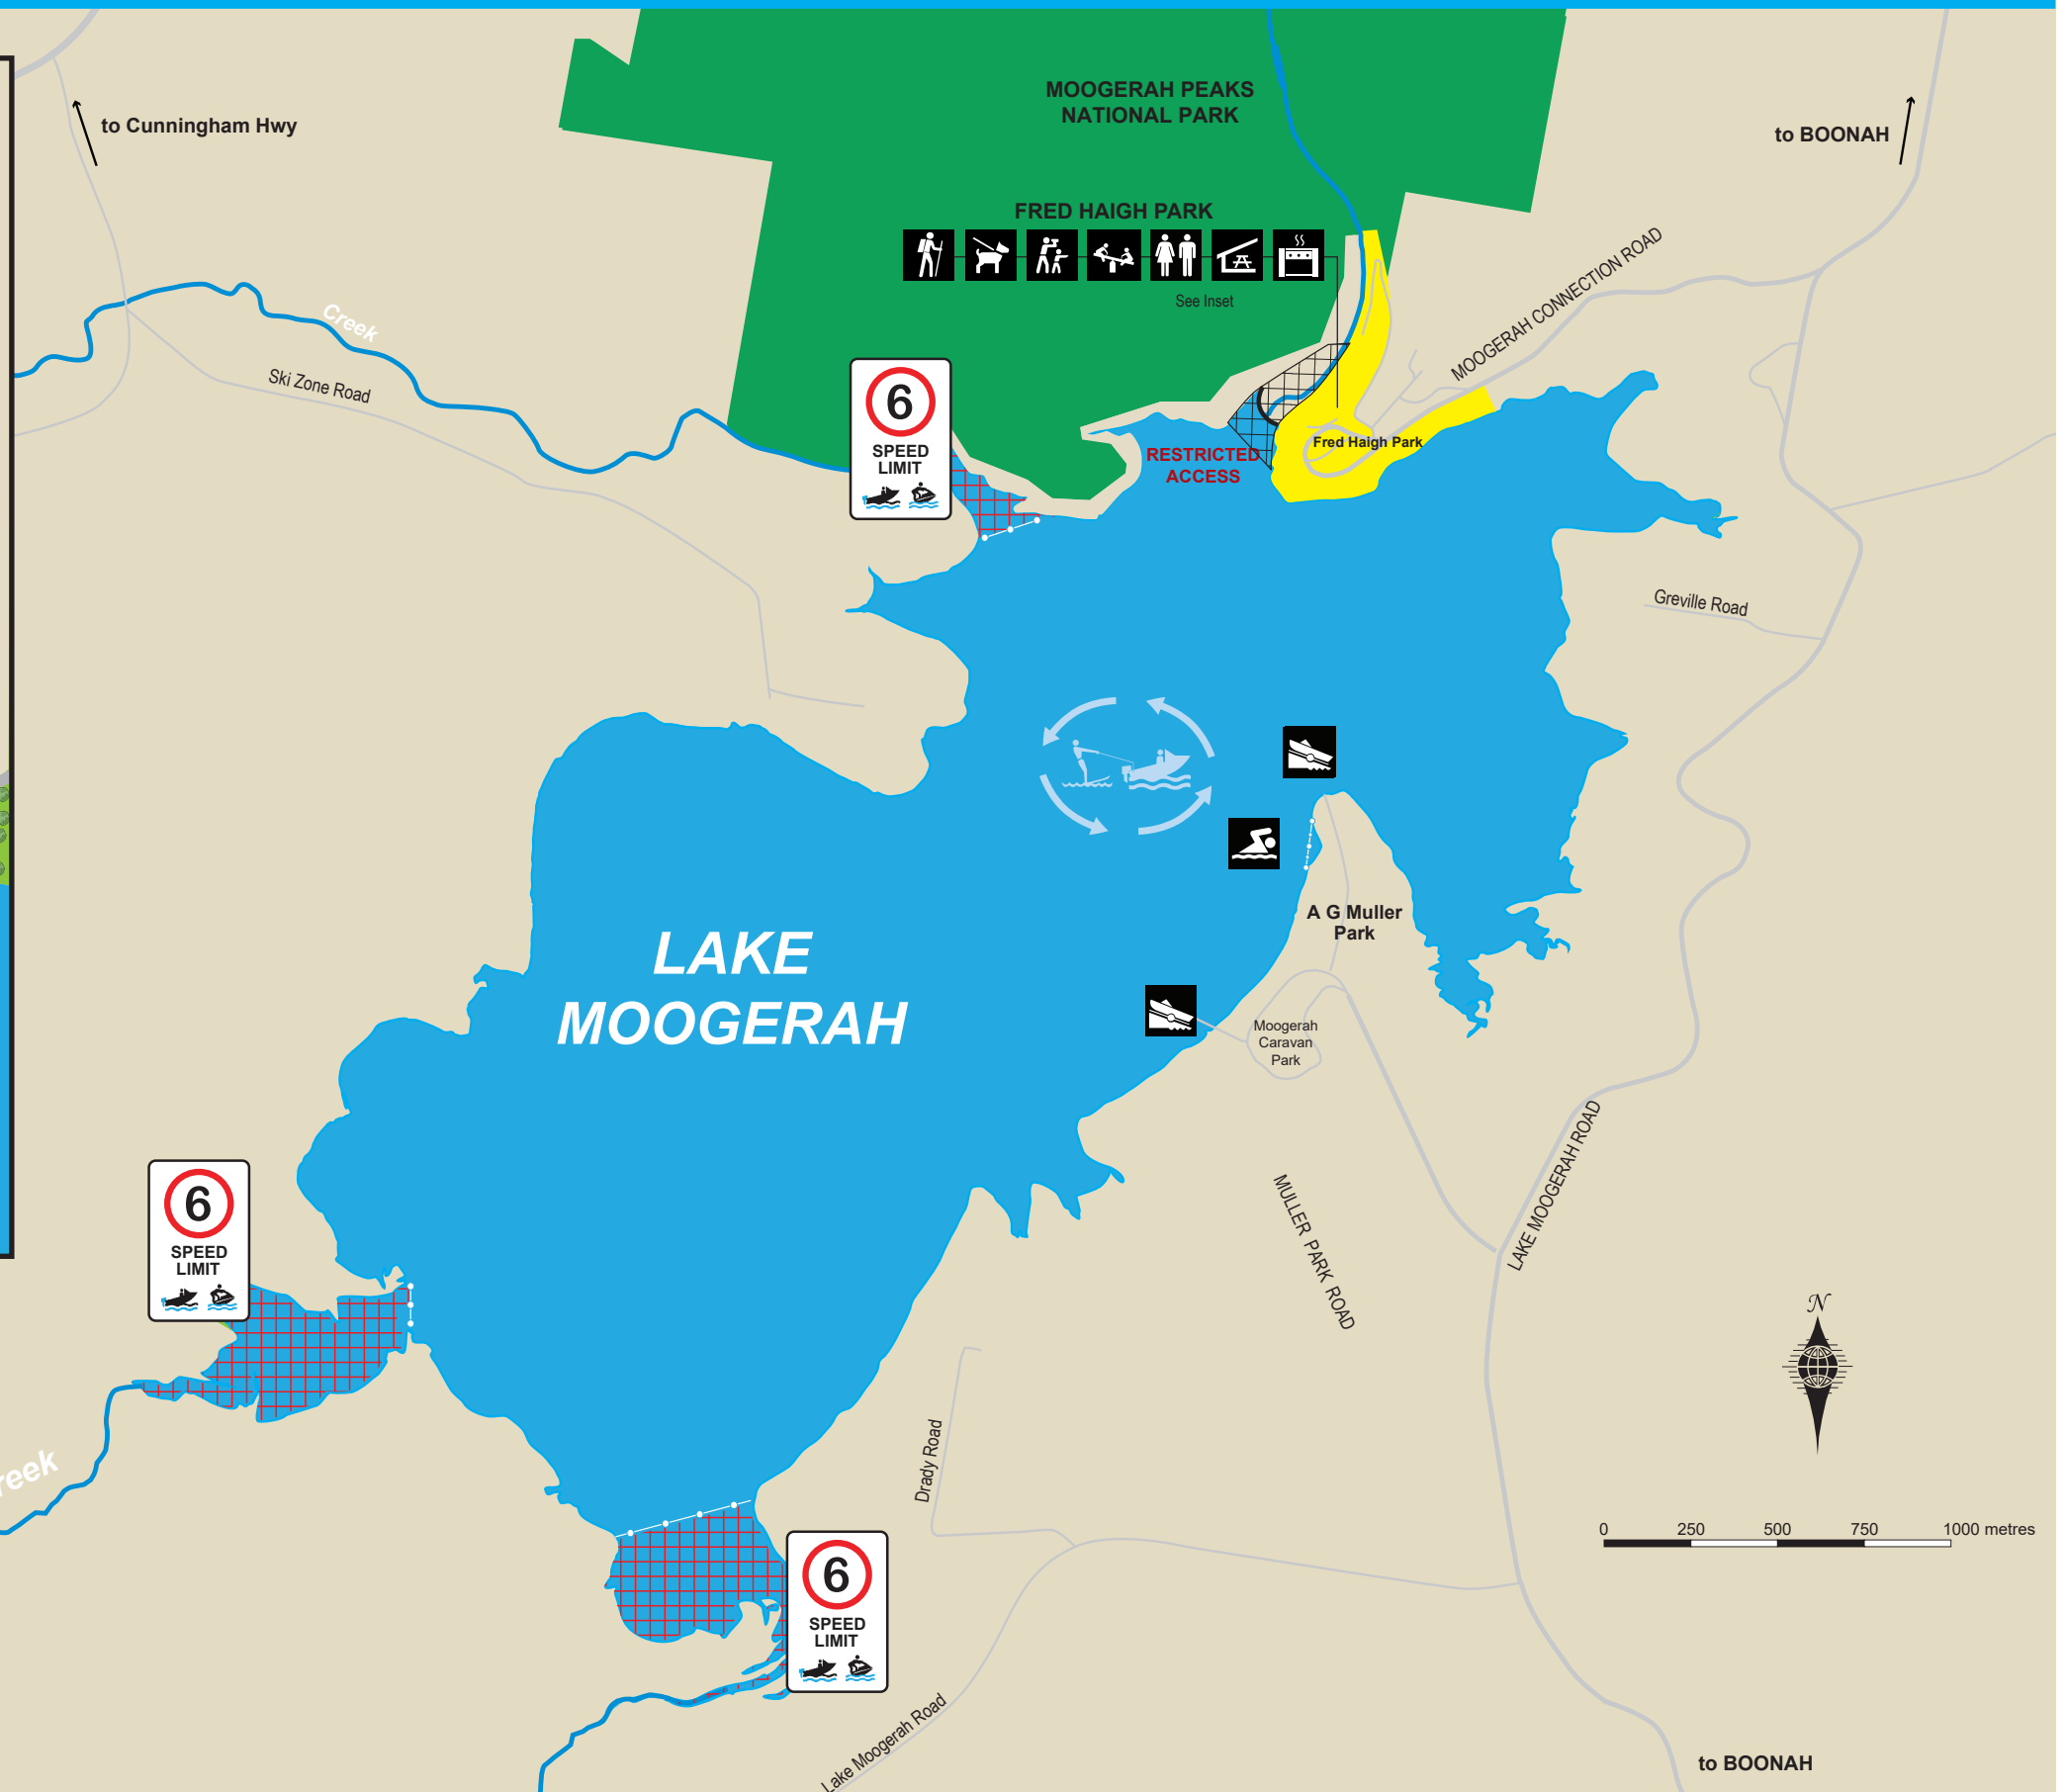 MOOGERAH PEAKS
NATIONAL PARK
to Cunningham Hwy
to BOONAH
FRED HAIGH PARK
See Inset
MOOGERAH CONNECTION ROAD
Creek
Ski Zone Road
6
SPEED
LIMIT
RESTRICTED
ACCESS
Fred Haigh Park
Greville Road
LAKE
MOOGERAH
A G Muller
Park
Moogerah
Caravan
Park
6
SPEED
LIMIT
MULLER PARK ROAD
LAKE MOOGERAH ROAD
N
reek
Drady Road
0 250 500 750 1000 metres
6
SPEED
LIMIT
Lake Moogerah Road
to BOONAH